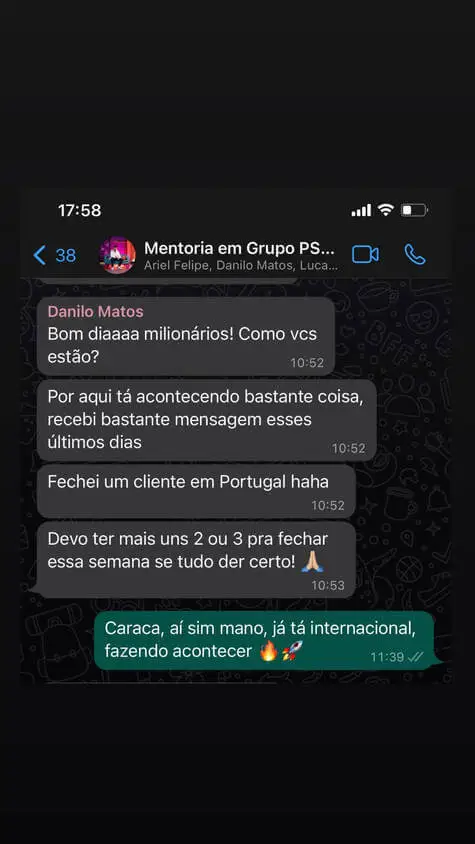 17:58
38
Mentoria em Grupo PS...
Ariel Felipe, Danilo Matos, Luca...
Danilo Matos
Bom diaaaa milionários! Como vcs
estão?
10:52
Por aqui tá acontecendo bastante coisa,
recebi bastante mensagem esses
últimos dias
10:52
Fechei um cliente em Portugal haha
10:52
Devo ter mais uns 2 ou 3 pra fechar
essa semana se tudo der certo! 🙏🏼
10:53
Caraca, aí sim mano, já tá internacional,
fazendo acontecer 🔥🚀
11:39